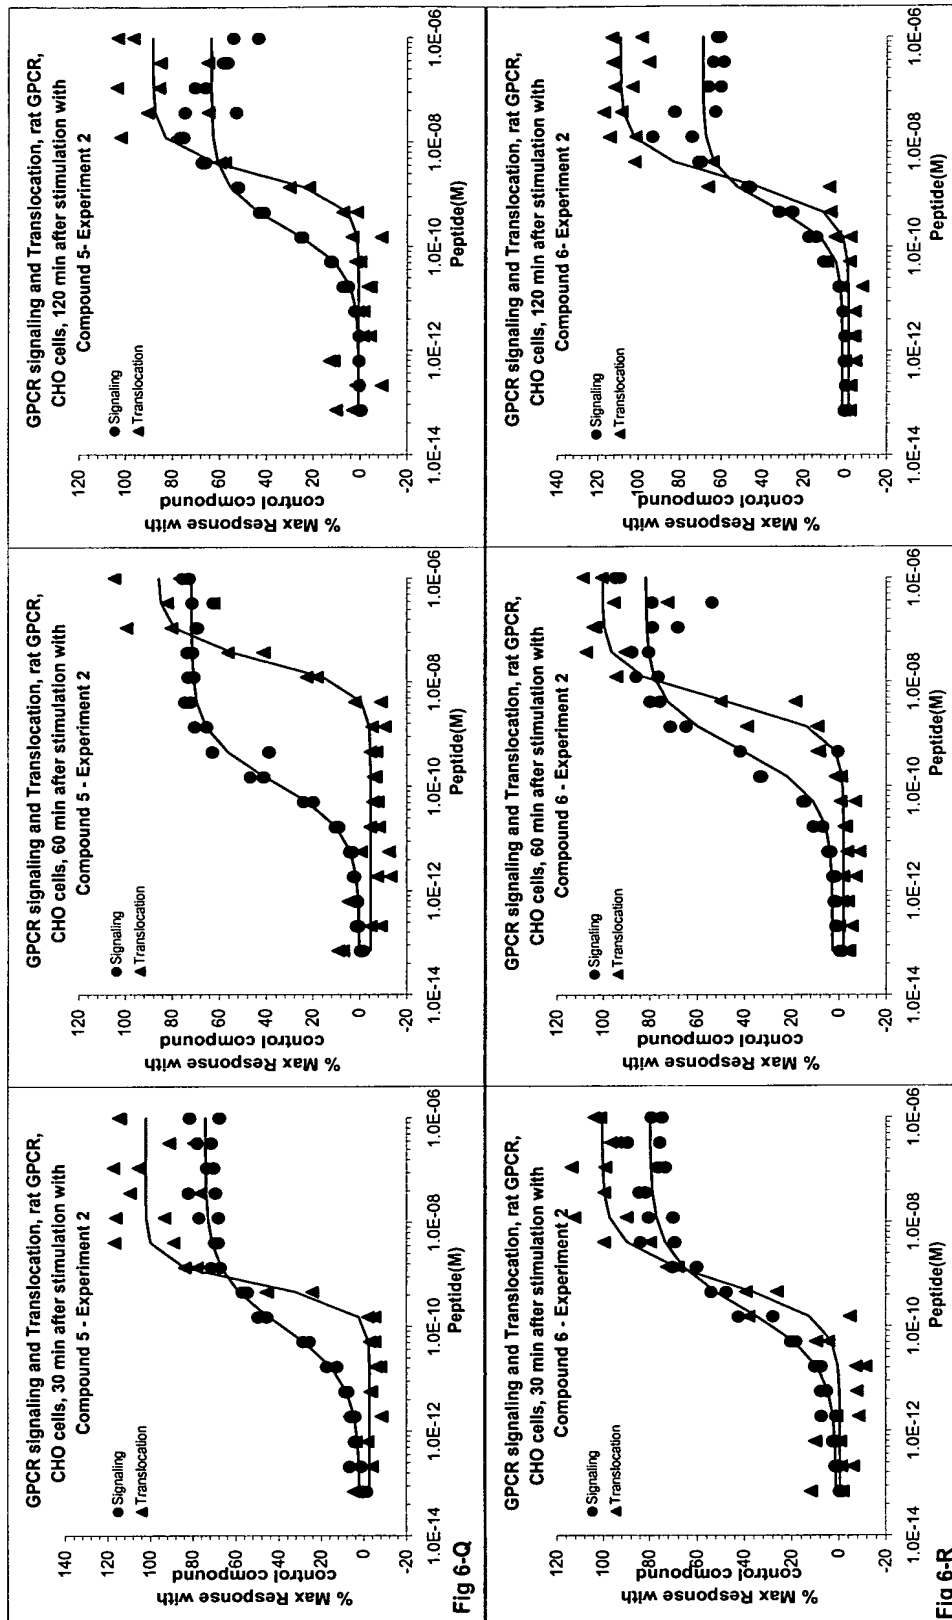 GPCR signaling and Translocation, rat GPCR,
CHO cells, 30 min after stimulation with
Compound 5 - Experiment 2
Signaling
Translocation
140
120
100
80
60
40
20
0
-20
% Max Response with
control compound
1.0E-14
1.0E-12
1.0E-10
1.0E-08
1.0E-06
Peptide(M)
Fig 6-Q
GPCR signaling and Translocation, rat GPCR,
CHO cells, 60 min after stimulation with
Compound 5 - Experiment 2
Signaling
Translocation
120
100
80
60
40
20
0
-20
% Max Response with
control compound
1.0E-14
1.0E-12
1.0E-10
1.0E-08
1.0E-06
Peptide(M)
GPCR signaling and Translocation, rat GPCR,
CHO cells, 120 min after stimulation with
Compound 5- Experiment 2
Signaling
Translocation
120
100
80
60
40
20
0
-20
% Max Response with
control compound
1.0E-14
1.0E-12
1.0E-10
1.0E-08
1.0E-06
Peptide(M)
GPCR signaling and Translocation, rat GPCR,
CHO cells, 30 min after stimulation with
Compound 6 - Experiment 2
Signaling
Translocation
120
100
80
60
40
20
0
-20
% Max Response with
control compound
1.0E-14
1.0E-12
1.0E-10
1.0E-08
1.0E-06
Peptide(M)
Fig 6-R
GPCR signaling and Translocation, rat GPCR,
CHO cells, 60 min after stimulation with
Compound 6 - Experiment 2
Signaling
Translocation
120
100
80
60
40
20
0
-20
% Max Response with
control compound
1.0E-14
1.0E-12
1.0E-10
1.0E-08
1.0E-06
Peptide(M)
GPCR signaling and Translocation, rat GPCR,
CHO cells, 120 min after stimulation with
Compound 6- Experiment 2
Signaling
Translocation
120
100
80
60
40
20
0
-20
% Max Response with
control compound
1.0E-14
1.0E-12
1.0E-10
1.0E-08
1.0E-06
Peptide(M)